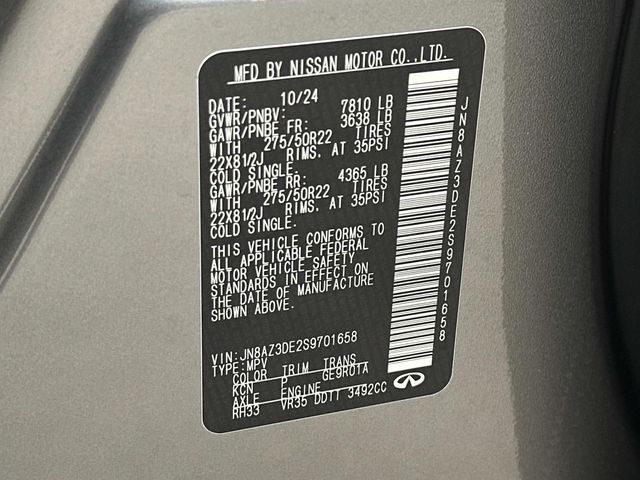 MFD BY NISSAN MOTOR CO.,LTD.
DATE: 10/24
GVWR/PNBV: 7810 LB
GAWR/PNBE FR: 3638 LB
WITH 275/50R22 TIRES
22X81/2J RIMS. AT 35PSI
COLD SINGLE.
GAWR/PNBE RR: 4365 LB
WITH 275/50R22 TIRES
22X81/2J RIMS. AT 35PSI
COLD SINGLE.
THIS VEHICLE CONFORMS TO
ALL APPLICABLE FEDERAL
MOTOR VEHICLE SAFETY
STANDARDS IN EFFECT ON
THE DATE OF MANUFACTURE
SHOWN ABOVE.
VIN:JN8AZ3DE2S9701658
TYPE:MPV
COLOR TRIM TRANS
KCN P GE9R01A
AXLE ENGINE
RH33 VR35 DDTT 3492CC
JN8AZ3DE2S9701658